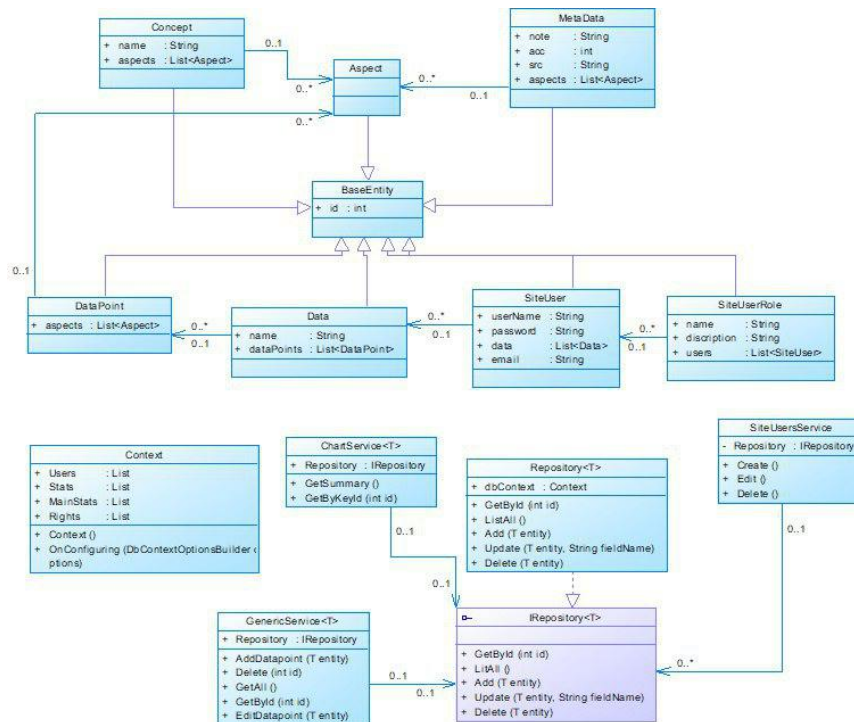 Concept
+ name : String
+ aspects : List<Aspect>
0..1
0..*
Aspect
MetaData
+ note : String
+ acc : int
+ src : String
+ aspects : List<Aspect>
0..*
0..1
0..*
BaseEntity
+ id : int
0..1
DataPoint
+ aspects : List<Aspect>
0..*
0..1
Data
+ name : String
+ dataPoints : List<DataPoint>
0..*
0..1
SiteUser
+ userName : String
+ password : String
+ data : List<Data>
+ email : String
0..*
0..1
SiteUserRole
+ name : String
+ discription : String
+ users : List<SiteUser>
Context
+ Users : List
+ Stats : List
+ MainStats : List
+ Rights : List
+ Context ()
+ OnConfiguring (DbContextOptionsBuilder o
ptions)
ChartService<T>
+ Repository : IRepository
+ GetSummary ()
+ GetByKeyId (int id)
0..1
0..1
Repository<T>
+ dbContext : Context
+ GetById (int id)
+ ListAll ()
+ Add (T entity)
+ Update (T entity, String fieldName)
+ Delete (T entity)
SiteUsersService
- Repository : IRepository
+ Create ()
+ Edit ()
+ Delete ()
0..1
0..*
GenericService<T>
+ Repository : IRepository
+ AddDatapoint (T entity)
+ Delete (int id)
+ GetAll ()
+ GetById (int id)
+ EditDatapoint (T entity)
0..1
0..1
IRepository<T>
+ GetById (int id)
+ LitAll ()
+ Add (T entity)
+ Update (T entity, String fieldName)
+ Delete (T entity)